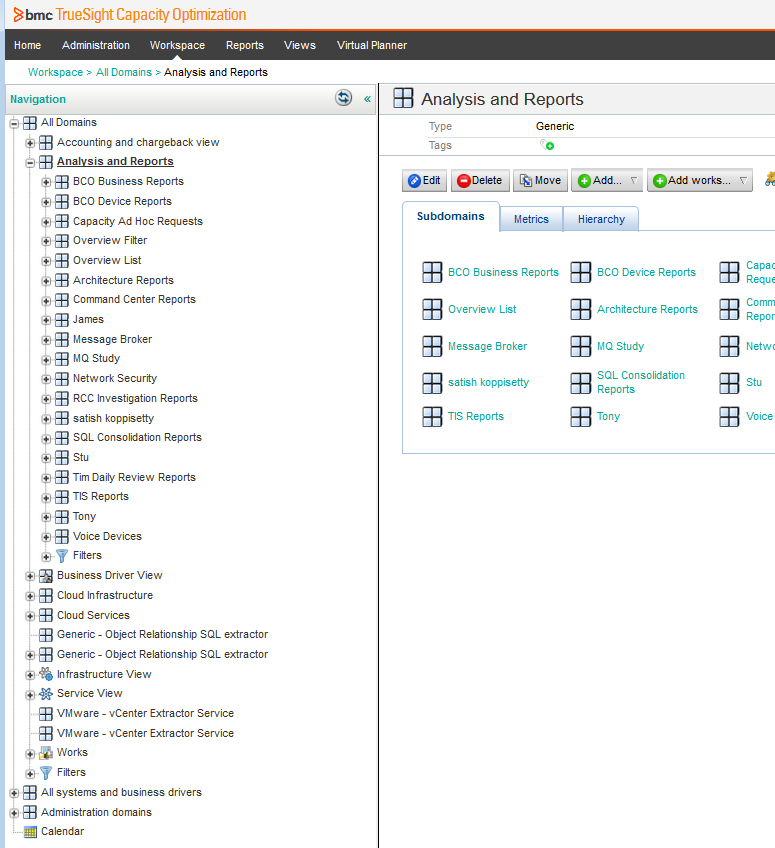 bmc TrueSight Capacity Optimization
Home Administration Workspace Reports Views Virtual Planner
Workspace > All Domains > Analysis and Reports
Navigation «
All Domains
Accounting and chargeback view
Analysis and Reports
BCO Business Reports
BCO Device Reports
Capacity Ad Hoc Requests
Overview Filter
Overview List
Architecture Reports
Command Center Reports
James
Message Broker
MQ Study
Network Security
RCC Investigation Reports
satish koppisetty
SQL Consolidation Reports
Stu
Tim Daily Review Reports
TIS Reports
Tony
Voice Devices
Filters
Business Driver View
Cloud Infrastructure
Cloud Services
Generic - Object Relationship SQL extractor
Generic - Object Relationship SQL extractor
Infrastructure View
Service View
VMware - vCenter Extractor Service
VMware - vCenter Extractor Service
Works
Filters
All systems and business drivers
Administration domains
Calendar
Analysis and Reports
Type Generic
Tags
Edit Delete Move Add... Add works...
Subdomains Metrics Hierarchy
BCO Business Reports BCO Device Reports Capac
Reque
Overview List Architecture Reports Comm
Repor
Message Broker MQ Study Netwo
satish koppisetty SQL Consolidation Reports Stu
TIS Reports Tony Voice